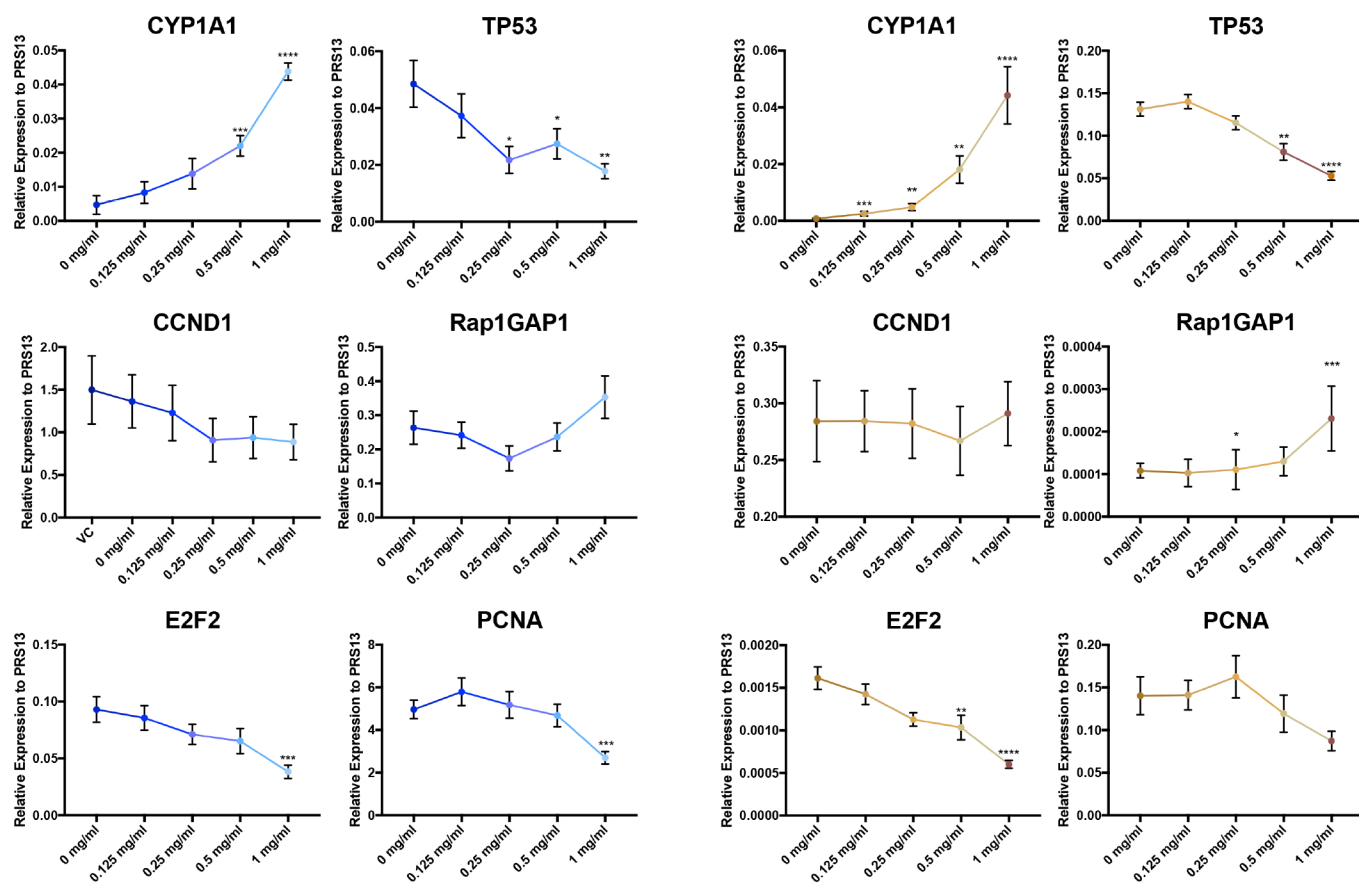 CYP1A1
Relative Expression to PRS13
0.05
0.04
0.03
0.02
0.01
0.00
***
****
0 mg/ml
0.125 mg/ml
0.25 mg/ml
0.5 mg/ml
1 mg/ml
TP53
Relative Expression to PRS13
0.06
0.04
0.02
0.00
*
*
**
0 mg/ml
0.125 mg/ml
0.25 mg/ml
0.5 mg/ml
1 mg/ml
CYP1A1
Relative Expression to PRS13
0.06
0.04
0.02
0.00
***
**
**
****
0 mg/ml
0.125 mg/ml
0.25 mg/ml
0.5 mg/ml
1 mg/ml
TP53
Relative Expression to PRS13
0.20
0.15
0.10
0.05
0.00
**
****
0 mg/ml
0.125 mg/ml
0.25 mg/ml
0.5 mg/ml
1 mg/ml
CCND1
Relative Expression to PRS13
2.0
1.5
1.0
0.5
0.0
VC
0 mg/ml
0.125 mg/ml
0.25 mg/ml
0.5 mg/ml
1 mg/ml
Rap1GAP1
Relative Expression to PRS13
0.5
0.4
0.3
0.2
0.1
0.0
0 mg/ml
0.125 mg/ml
0.25 mg/ml
0.5 mg/ml
1 mg/ml
CCND1
Relative Expression to PRS13
0.35
0.30
0.25
0.20
0 mg/ml
0.125 mg/ml
0.25 mg/ml
0.5 mg/ml
1 mg/ml
Rap1GAP1
Relative Expression to PRS13
0.0004
0.0003
0.0002
0.0001
0.0000
*
***
0 mg/ml
0.125 mg/ml
0.25 mg/ml
0.5 mg/ml
1 mg/ml
E2F2
Relative Expression to PRS13
0.15
0.10
0.05
0.00
***
0 mg/ml
0.125 mg/ml
0.25 mg/ml
0.5 mg/ml
1 mg/ml
PCNA
Relative Expression to PRS13
8
6
4
2
0
***
0 mg/ml
0.125 mg/ml
0.25 mg/ml
0.5 mg/ml
1 mg/ml
E2F2
Relative Expression to PRS13
0.0020
0.0015
0.0010
0.0005
0.0000
**
****
0 mg/ml
0.125 mg/ml
0.25 mg/ml
0.5 mg/ml
1 mg/ml
PCNA
Relative Expression to PRS13
0.20
0.15
0.10
0.05
0.00
0 mg/ml
0.125 mg/ml
0.25 mg/ml
0.5 mg/ml
1 mg/ml